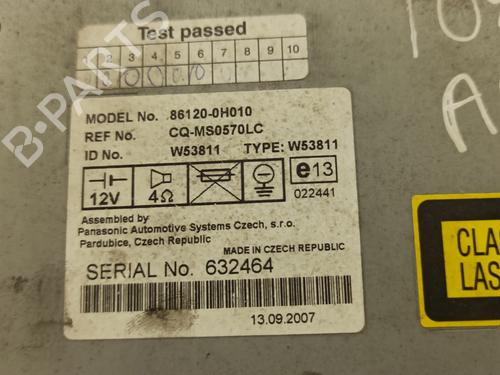 Test passed
1 2 3 4 5 6 7 8 9 10
MODEL No. 86120-0H010
REF No. CQ-MS0570LC
ID No. W53811 TYPE: W53811
12V 4Ω e13
022441
Assembled by
Panasonic Automotive Systems Czech, s.r.o.
Pardubice, Czech Republic
MADE IN CZECH REPUBLIC
SERIAL No. 632464
13.09.2007
CLAS
LAS
B-PARTS